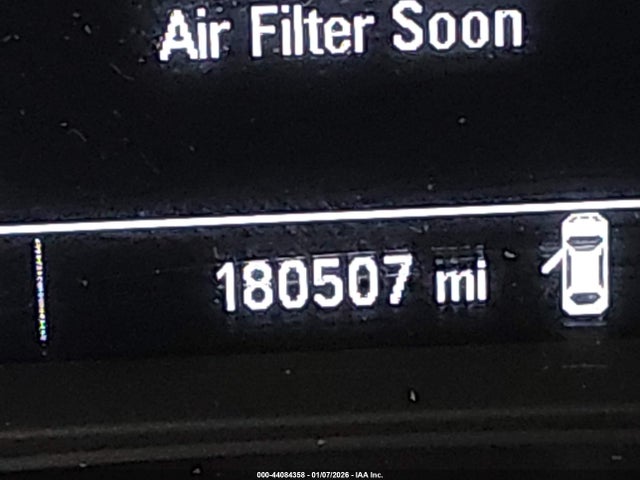 Air Filter Soon
180507 mi
000-44084358 - 01/07/2026 - IAA Inc.